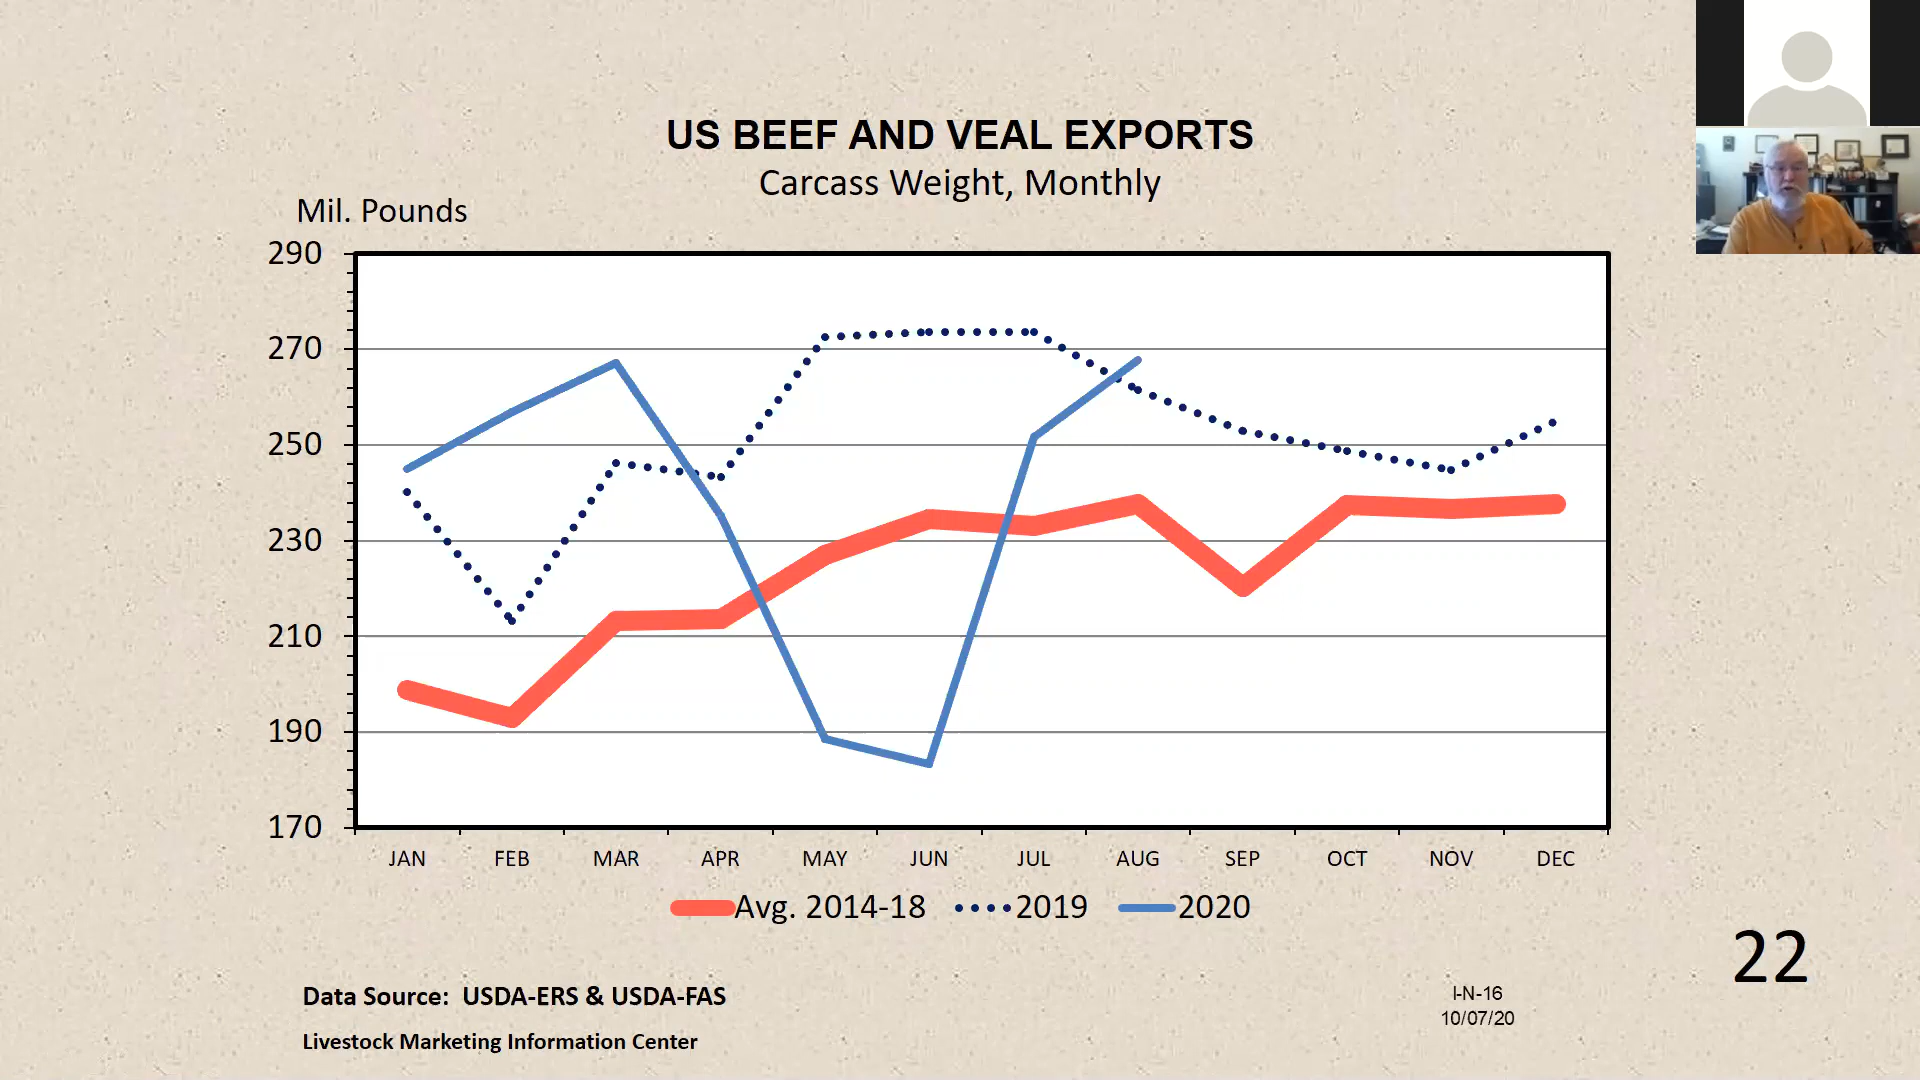 US BEEF AND VEAL EXPORTS
Carcass Weight, Monthly
Mil. Pounds
290
270
250
230
210
190
170
JAN FEB MAR APR MAY JUN JUL AUG SEP OCT NOV DEC
Avg. 2014-18 2019 2020
22
Data Source: USDA-ERS & USDA-FAS
I-N-16
10/07/20
Livestock Marketing Information Center